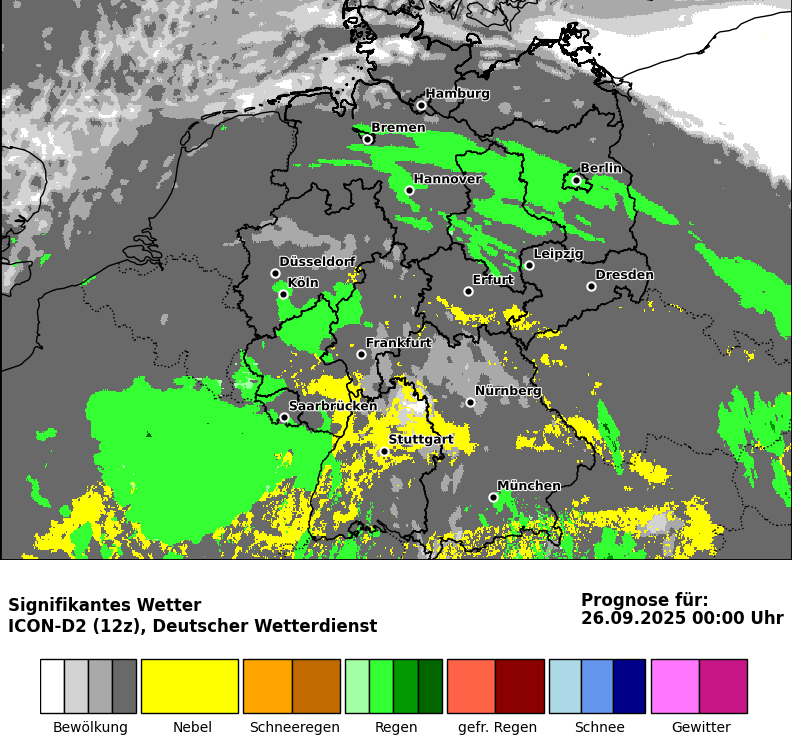 Hamburg
Bremen
Berlin
Hannover
Düsseldorf
Leipzig
Köln
Erfurt
Dresden
Frankfurt
Nürnberg
Saarbrücken
Stuttgart
München
Signifikantes Wetter
ICON-D2 (12z), Deutscher Wetterdienst
Prognose für:
26.09.2025 00:00 Uhr
Bewölkung
Nebel
Schneeregen
Regen
gefr. Regen
Schnee
Gewitter